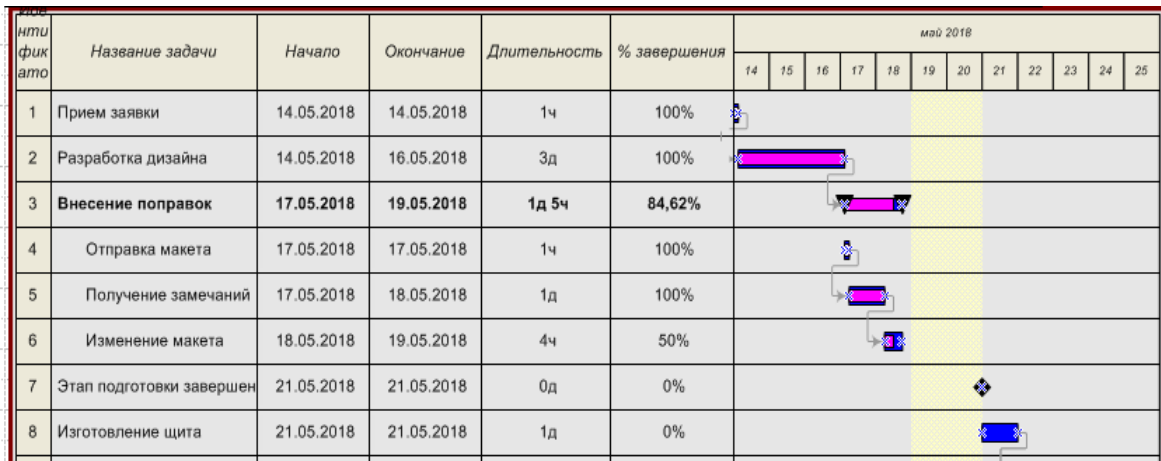 Иде
нти
фик
ато
Название задачи Начало Окончание Длительность % завершения
май 2018
14 15 16 17 18 19 20 21 22 23 24 25
1 Прием заявки 14.05.2018 14.05.2018 1ч 100%
2 Разработка дизайна 14.05.2018 16.05.2018 3д 100%
3 Внесение поправок 17.05.2018 19.05.2018 1д 5ч 84,62%
4 Отправка макета 17.05.2018 17.05.2018 1ч 100%
5 Получение замечаний 17.05.2018 18.05.2018 1д 100%
6 Изменение макета 18.05.2018 19.05.2018 4ч 50%
7 Этап подготовки завершен 21.05.2018 21.05.2018 0д 0%
8 Изготовление щита 21.05.2018 21.05.2018 1д 0%